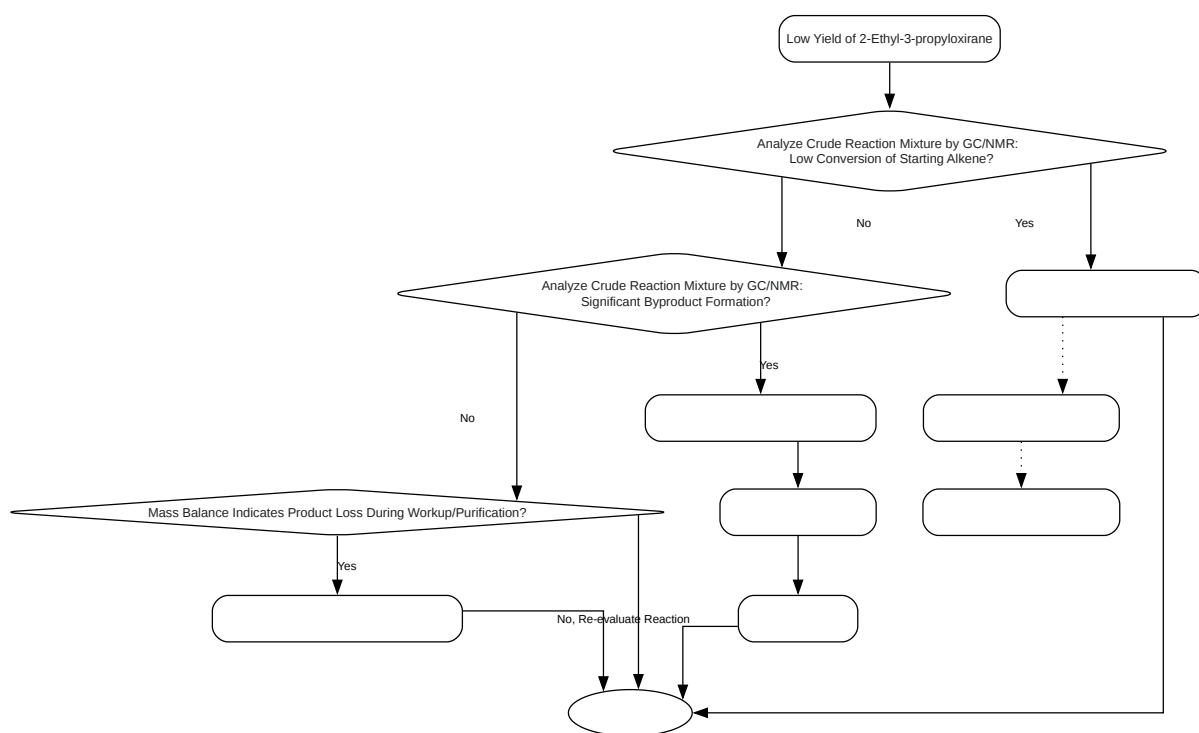 Low Yield of 2-Ethyl-3-propyloxirane
Analyze Crude Reaction Mixture by GC/NMR:
Low Conversion of Starting Alkene?
No
Yes
Analyze Crude Reaction Mixture by GC/NMR:
Significant Byproduct Formation?
Yes
No
Mass Balance Indicates Product Loss During Workup/Purification?
Yes
No, Re-evaluate Reaction